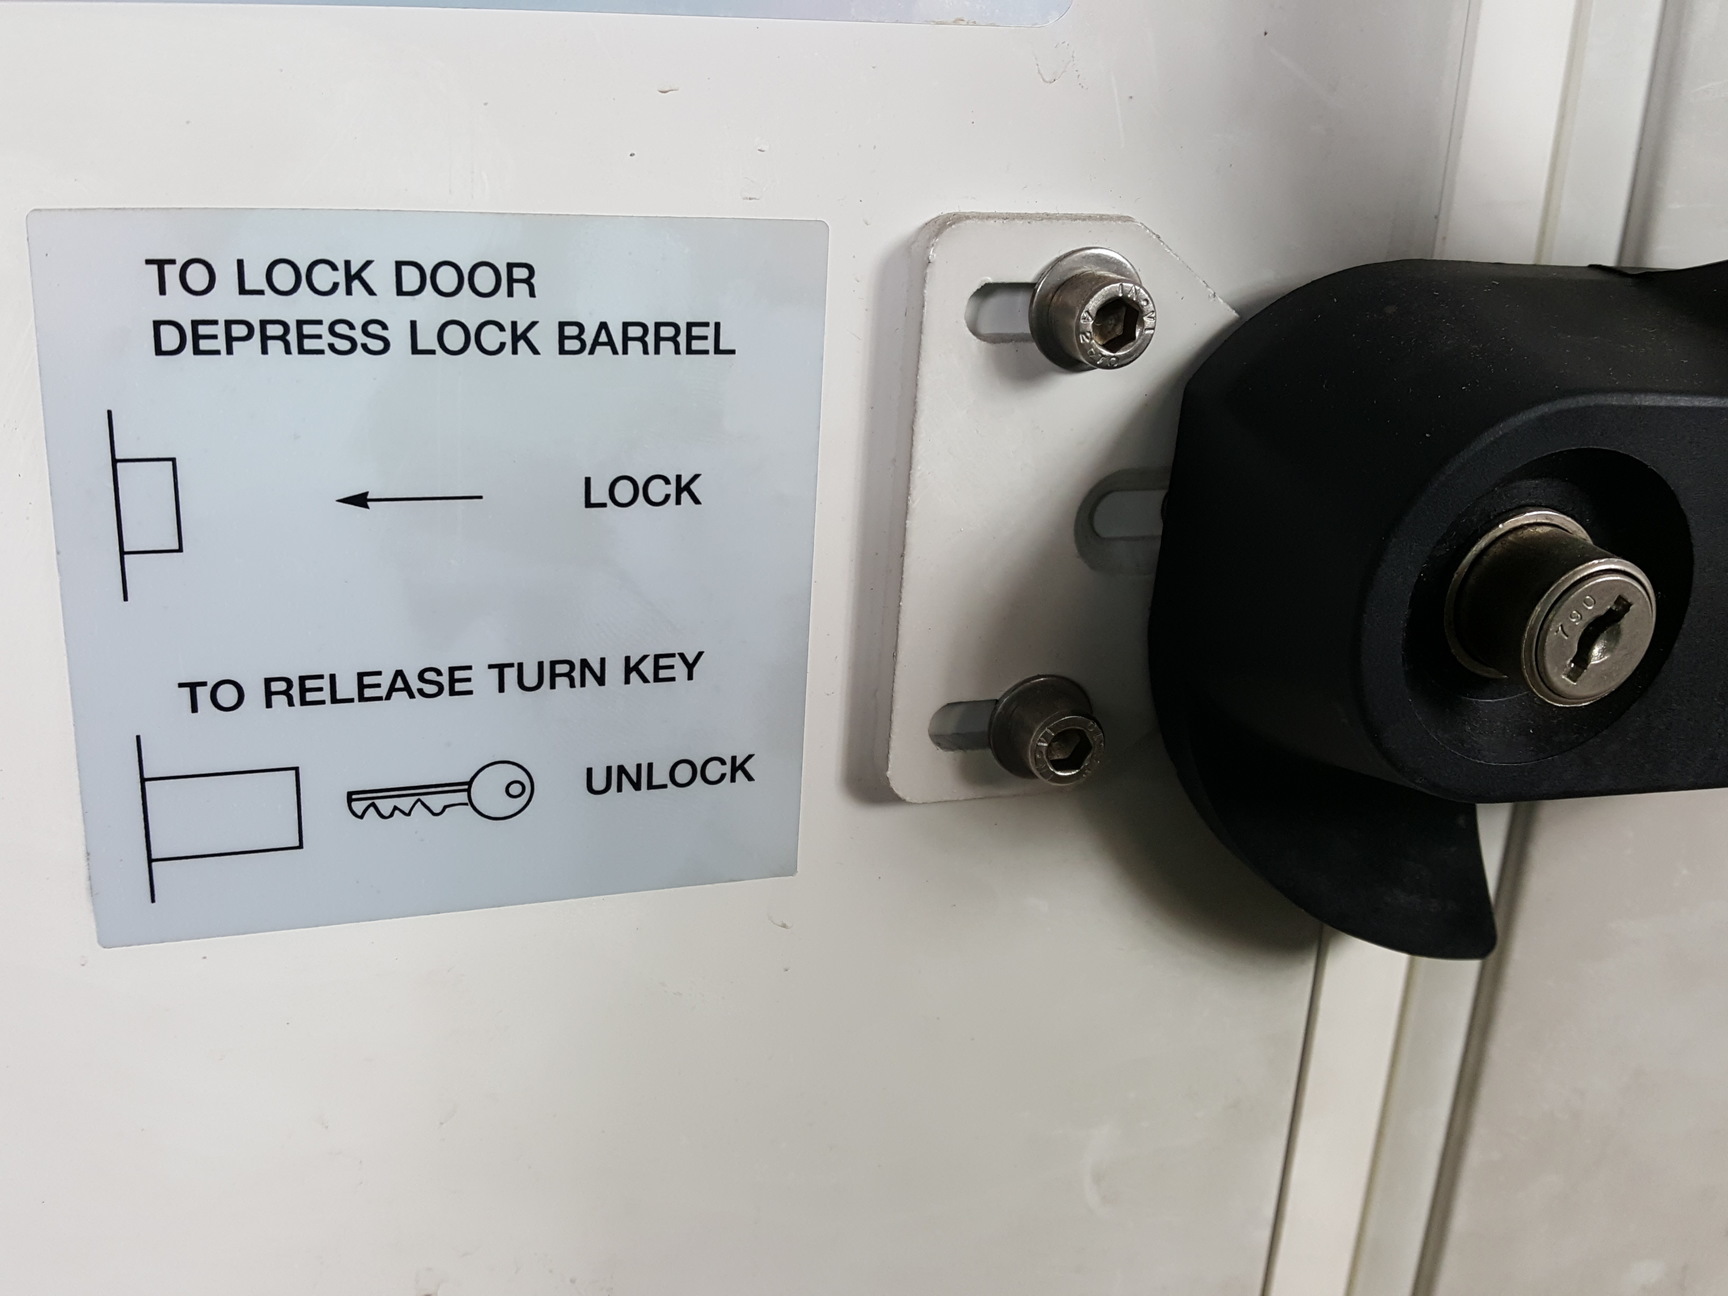 TO LOCK DOOR
DEPRESS LOCK BARREL
LOCK
TO RELEASE TURN KEY
UNLOCK
790